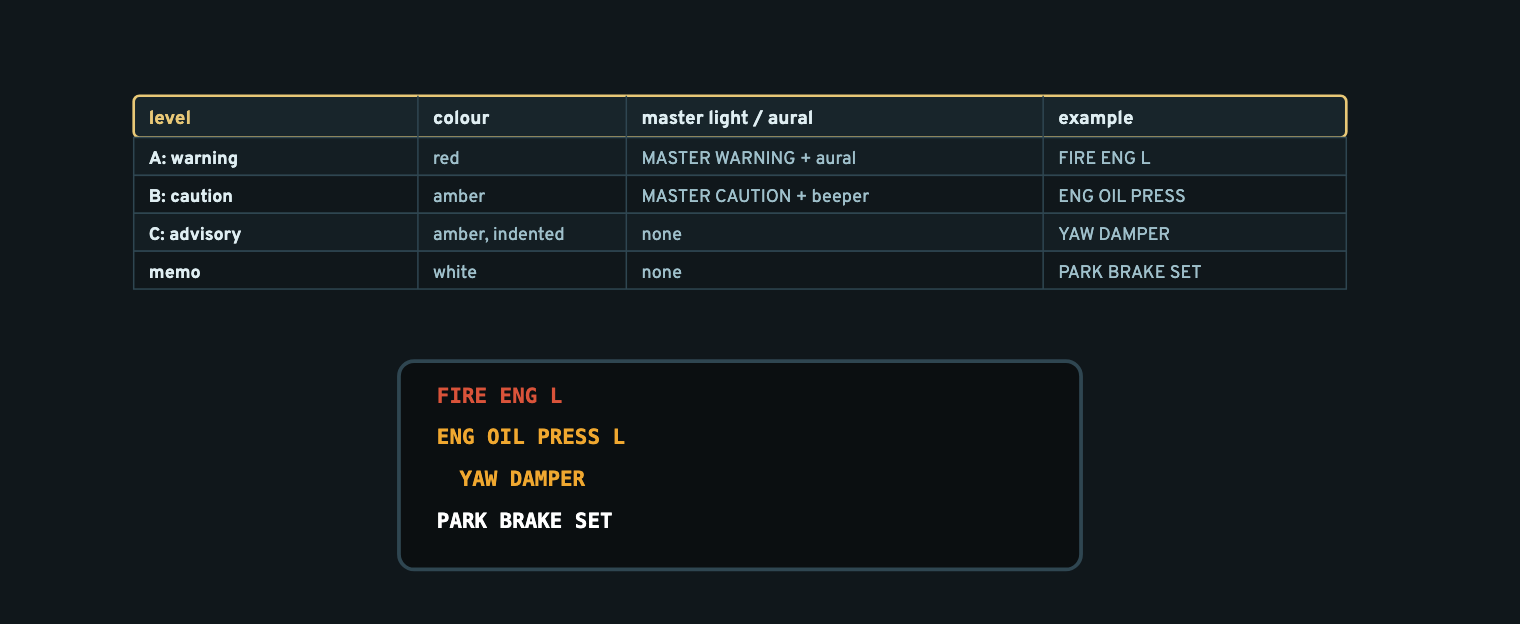 level colour master light / aural example
A: warning red MASTER WARNING + aural FIRE ENG L
B: caution amber MASTER CAUTION + beeper ENG OIL PRESS
C: advisory amber, indented none YAW DAMPER
memo white none PARK BRAKE SET
FIRE ENG L
ENG OIL PRESS L
YAW DAMPER
PARK BRAKE SET